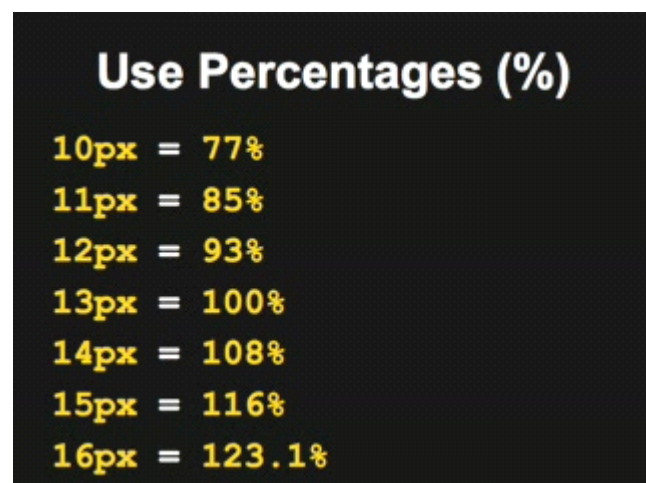 Use Percentages (%)
10px = 77%
11px = 85%
12px = 93%
13px = 100%
14px = 108%
15px = 116%
16px = 123.1%